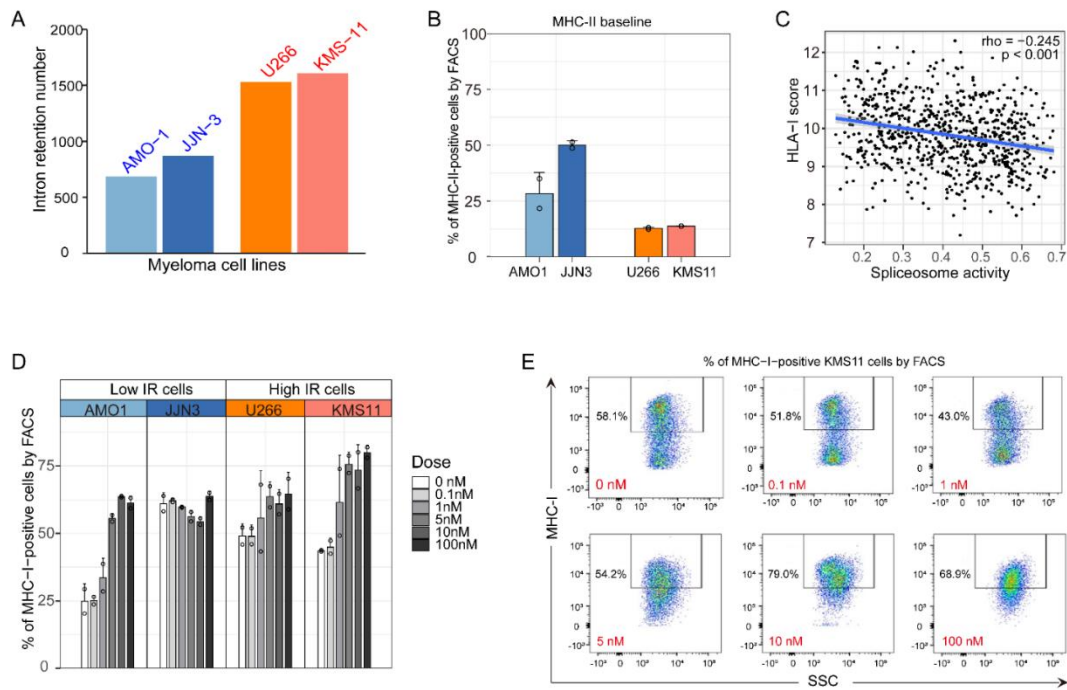 A
Intron retention number
2000
1500
1000
500
0
AMO-1
JJN-3
U266
KMS-11
Myeloma cell lines
B
MHC-II baseline
% of MHC-II-positive cells by FACS
100
75
50
25
0
AMO1 JJN3 U266 KMS11
C
rho = −0.245
p < 0.001
HLA−I score
12
11
10
9
8
7
0.2 0.3 0.4 0.5 0.6 0.7
Spliceosome activity
D
Low IR cells High IR cells
AMO1 JJN3 U266 KMS11
% of MHC−I−positive cells by FACS
75
50
25
0
Dose
0 nM
0.1nM
1nM
5nM
10nM
100nM
E
% of MHC−I−positive KMS11 cells by FACS
MHC−I
58.1%
0 nM
51.8%
0.1 nM
43.0%
1 nM
54.2%
5 nM
79.0%
10 nM
68.9%
100 nM
SSC